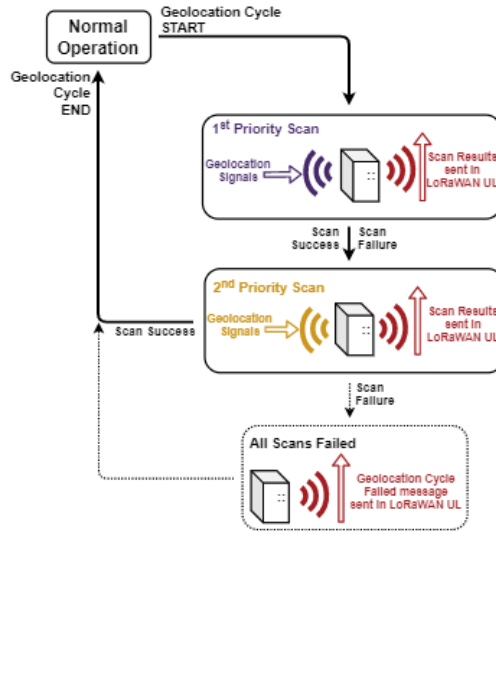 Normal
Operation
Geolocation Cycle
START
Geolocation
Cycle
END
1st Priority Scan
Geolocation
Signals
Scan Results
sent in
LoRaWAN UL
Scan
Success
Scan
Failure
2nd Priority Scan
Geolocation
Signals
Scan Results
sent in
LoRaWAN UL
Scan Success
Scan
Failure
All Scans Failed
Geolocation Cycle
Failed message
sent in LoRaWAN UL